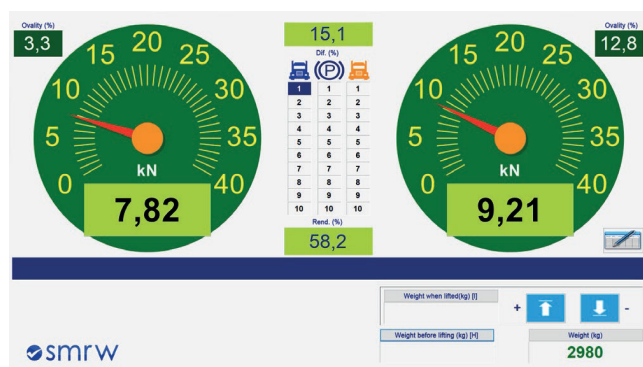 Ovality (%)
3,3
0
5
10
15
20
25
30
35
40
kN
7,82
15,1
Dif. (%)
P
1 1 1
2 2 2
3 3 3
4 4 4
5 5 5
6 6 6
7 7 7
8 8 8
9 9 9
10 10 10
Rend. (%)
58,2
Ovality (%)
12,8
0
5
10
15
20
25
30
35
40
kN
9,21
Weight when lifted(kg) [I]
+
-
Weight before lifting (kg) [H]
Weight (kg)
2980
smrw